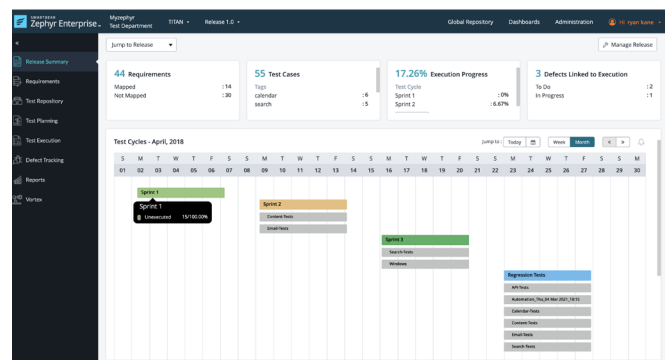 SMARTBEAR
Zephyr Enterprise
Myzephyr
Test Department
TITAN
Release 1.0
Global Repository
Dashboards
Administration
Hi ryan kane
«
Release Summary
Requirements
Test Repository
Test Planning
Test Execution
Defect Tracking
Reports
Vortex
Jump to Release
Manage Release
44 Requirements
Mapped :14
Not Mapped :30
55 Test Cases
Tags
calendar :6
search :5
17.26% Execution Progress
Test Cycle
Sprint 1 :0%
Sprint 2 :6.67%
3 Defects Linked to Execution
To Do :2
In Progress :1
Test Cycles - April, 2018
Jump to : Today Week Month < >
S M T W T F S S M T W T F S S M T W T F S S M T W T F S S M
01 02 03 04 05 06 07 08 09 10 11 12 13 14 15 16 17 18 19 20 21 22 23 24 25 26 27 28 29 30
Sprint 1
Sprint 1
Unexecuted 15/100.00%
Sprint 2
Content-Tests
Email-Tests
Sprint 3
Search-Tests
Windows
Regression Tests
API-Tests
Automation_Thu_04 Mar 2021_18:15
Calendar-Tests
Content-Tests
Email-Tests
Search-Tests